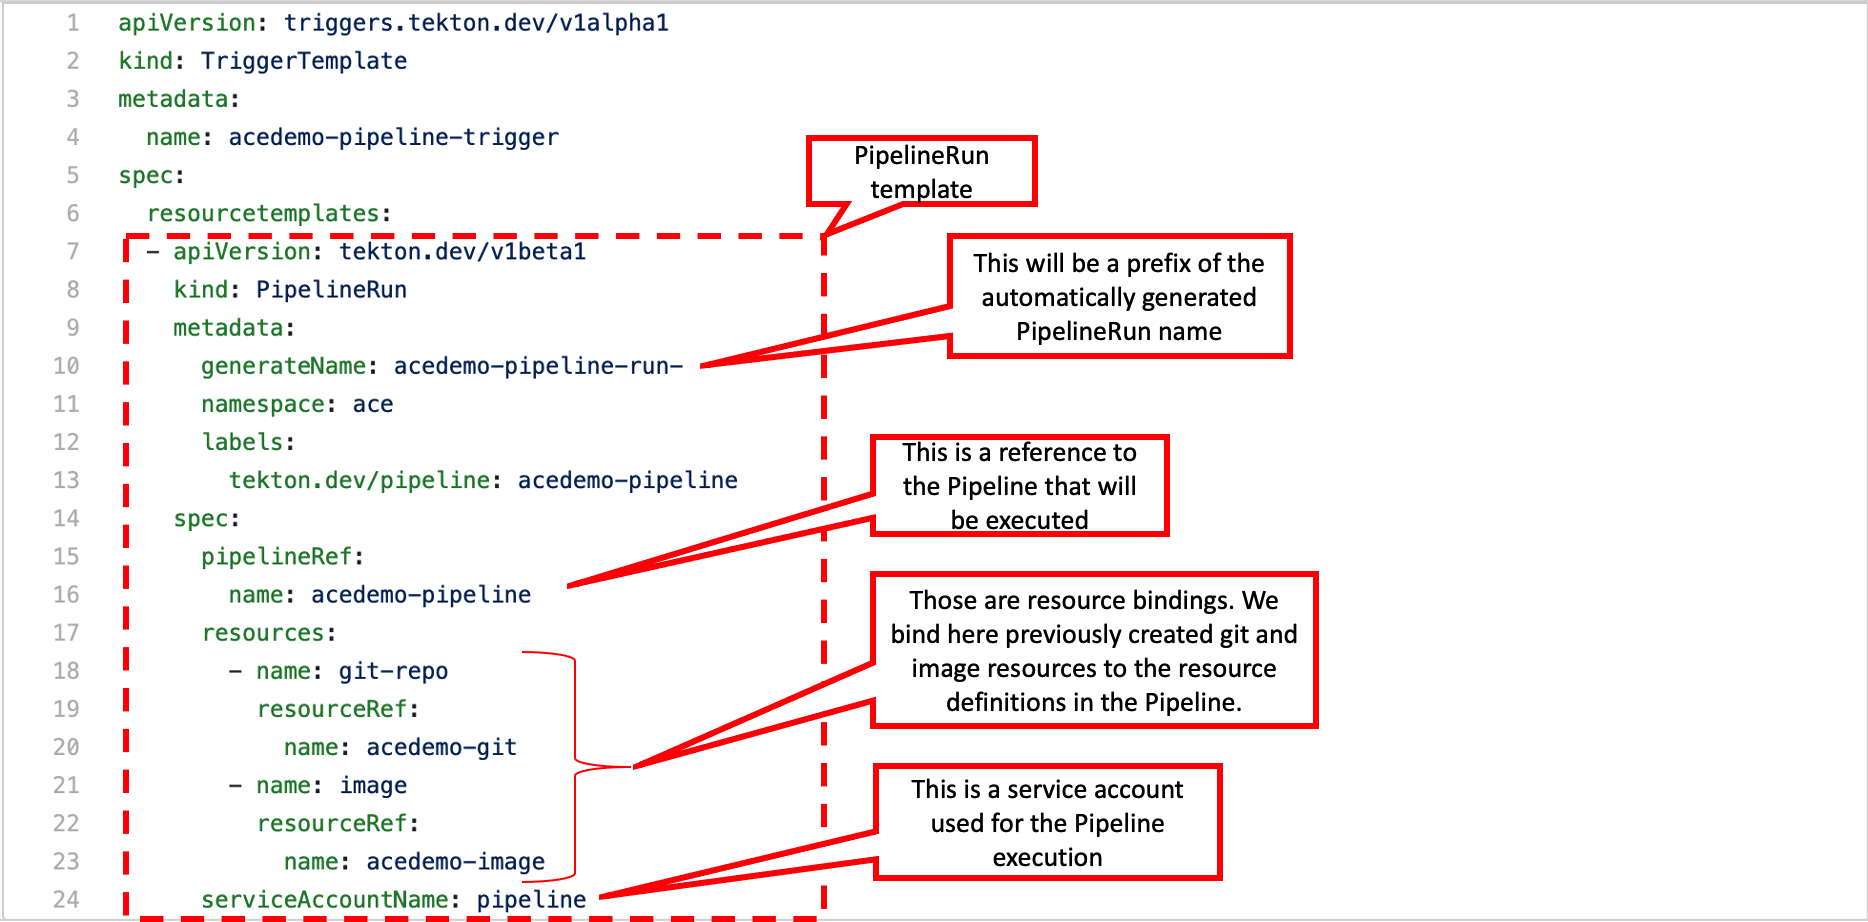 1 apiVersion: triggers.tekton.dev/v1alpha1
2 kind: TriggerTemplate
3 metadata:
4   name: acedemo-pipeline-trigger
5 spec:
6   resourcetemplates:
7   - apiVersion: tekton.dev/v1beta1
8     kind: PipelineRun
9     metadata:
10       generateName: acedemo-pipeline-run-
11       namespace: ace
12       labels:
13         tekton.dev/pipeline: acedemo-pipeline
14     spec:
15       pipelineRef:
16         name: acedemo-pipeline
17       resources:
18         - name: git-repo
19           resourceRef:
20             name: acedemo-git
21         - name: image
22           resourceRef:
23             name: acedemo-image
24       serviceAccountName: pipeline
PipelineRun
template
This will be a prefix of the
automatically generated
PipelineRun name
This is a reference to
the Pipeline that will
be executed
Those are resource bindings. We
bind here previously created git and
image resources to the resource
definitions in the Pipeline.
This is a service account
used for the Pipeline
execution